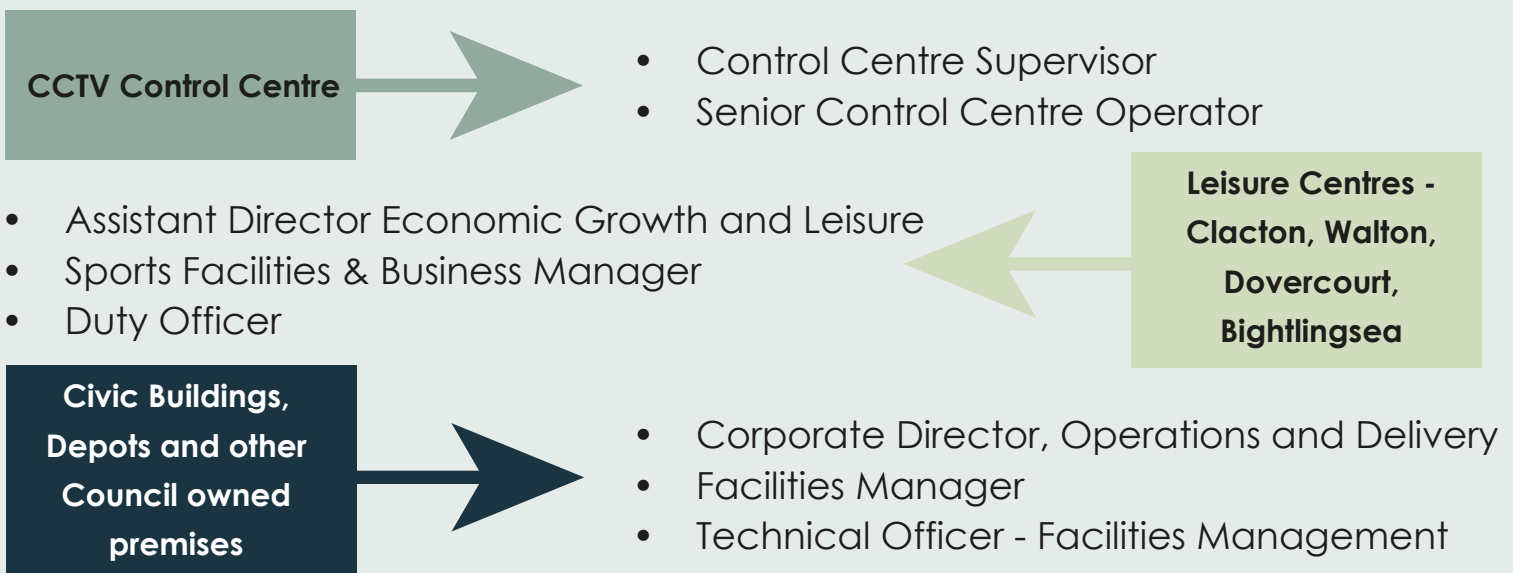 CCTV Control Centre
• Control Centre Supervisor
• Senior Control Centre Operator
Leisure Centres -
Clacton, Walton,
Dovercourt,
Bightlingsea
• Assistant Director Economic Growth and Leisure
• Sports Facilities & Business Manager
• Duty Officer
Civic Buildings,
Depots and other
Council owned
premises
• Corporate Director, Operations and Delivery
• Facilities Manager
• Technical Officer - Facilities Management